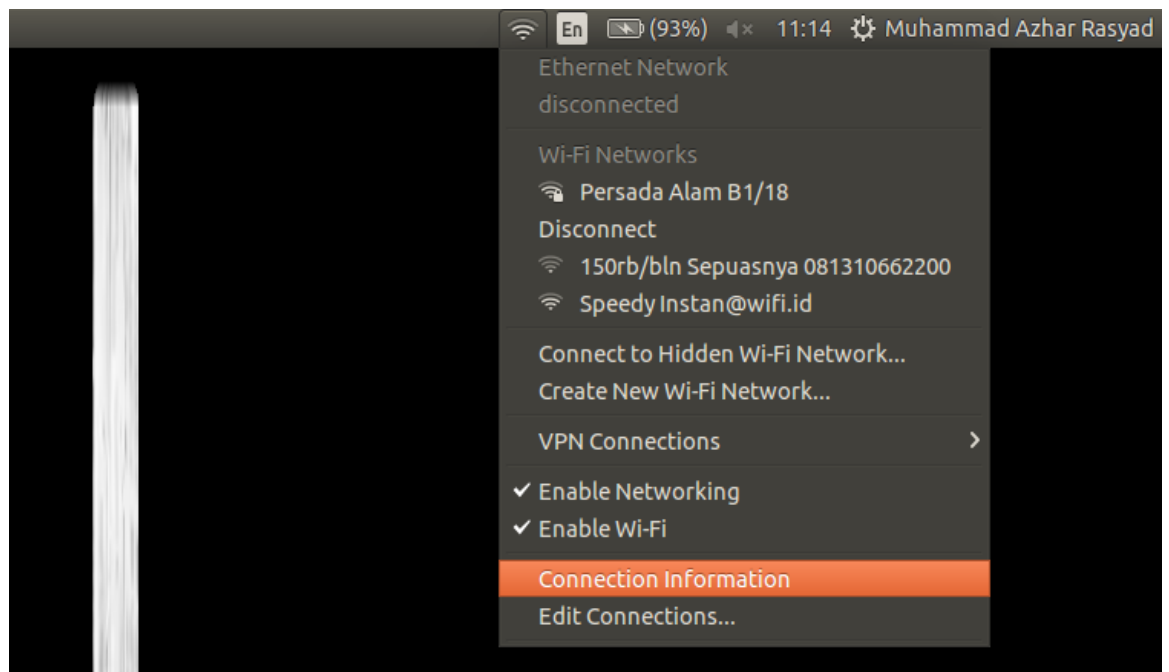 En (93%) 11:14 Muhammad Azhar Rasyad
Ethernet Network
disconnected
Wi-Fi Networks
Persada Alam B1/18
Disconnect
150rb/bln Sepuasnya 081310662200
Speedy Instan@wifi.id
Connect to Hidden Wi-Fi Network...
Create New Wi-Fi Network...
VPN Connections
Enable Networking
Enable Wi-Fi
Connection Information
Edit Connections...